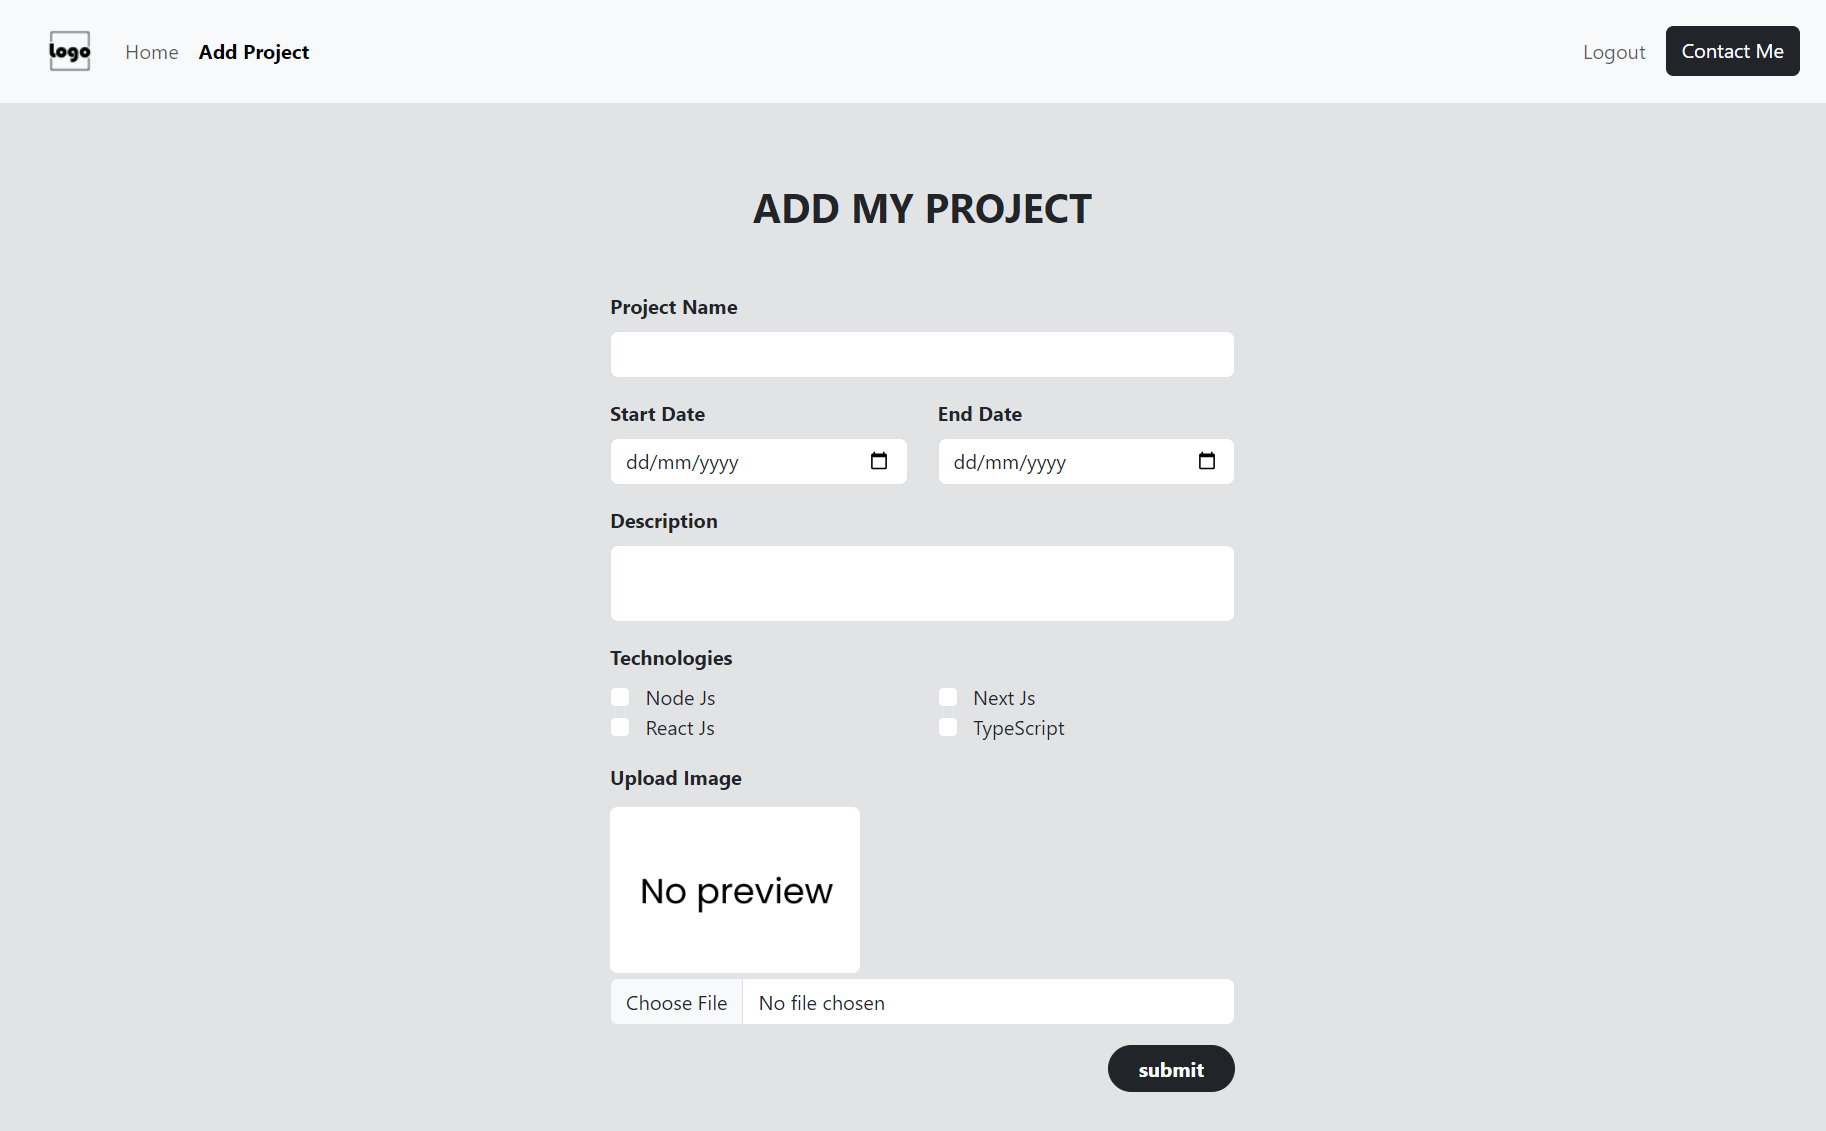 logo Home Add Project Logout Contact Me
ADD MY PROJECT
Project Name
Start Date End Date
dd/mm/yyyy dd/mm/yyyy
Description
Technologies
Node Js Next Js
React Js TypeScript
Upload Image
No preview
Choose File No file chosen
submit